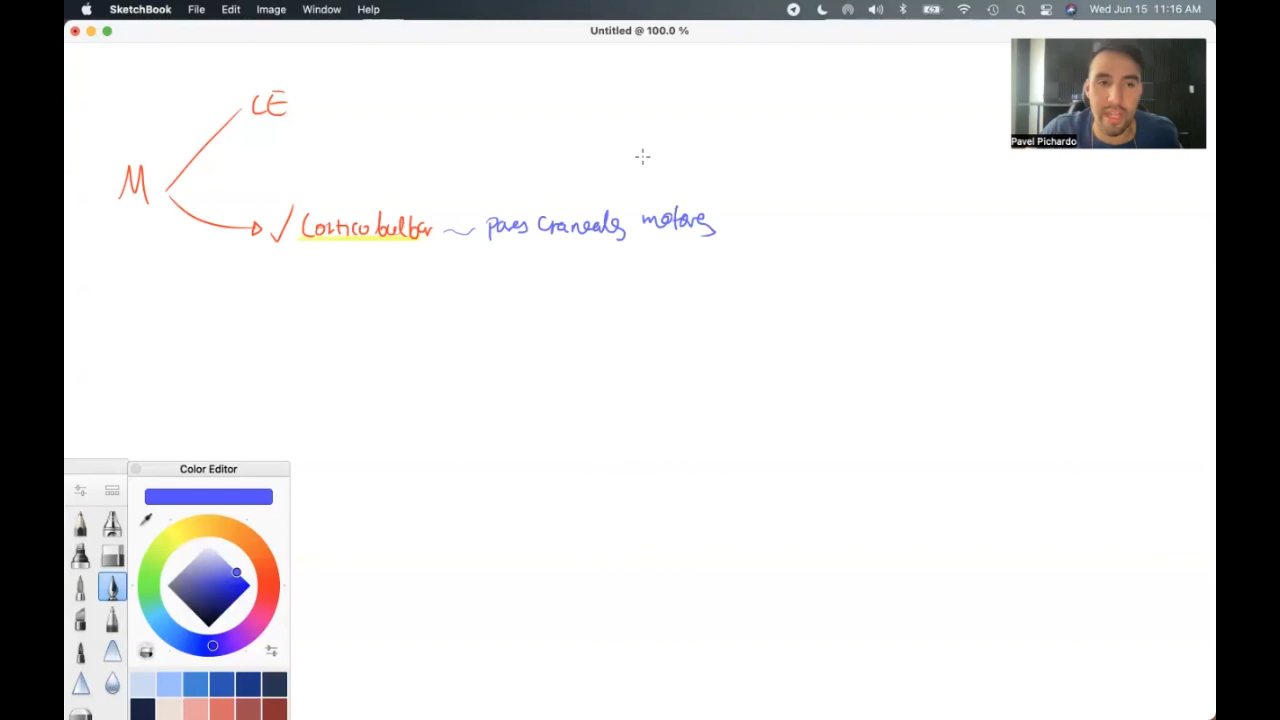 SketchBook File Edit Image Window Help Wed Jun 15 11:16 AM
Untitled @ 100.0 %
CE
Pavel Pichardo
M
Corticobulbar ~ pares Craneales motores
Color Editor